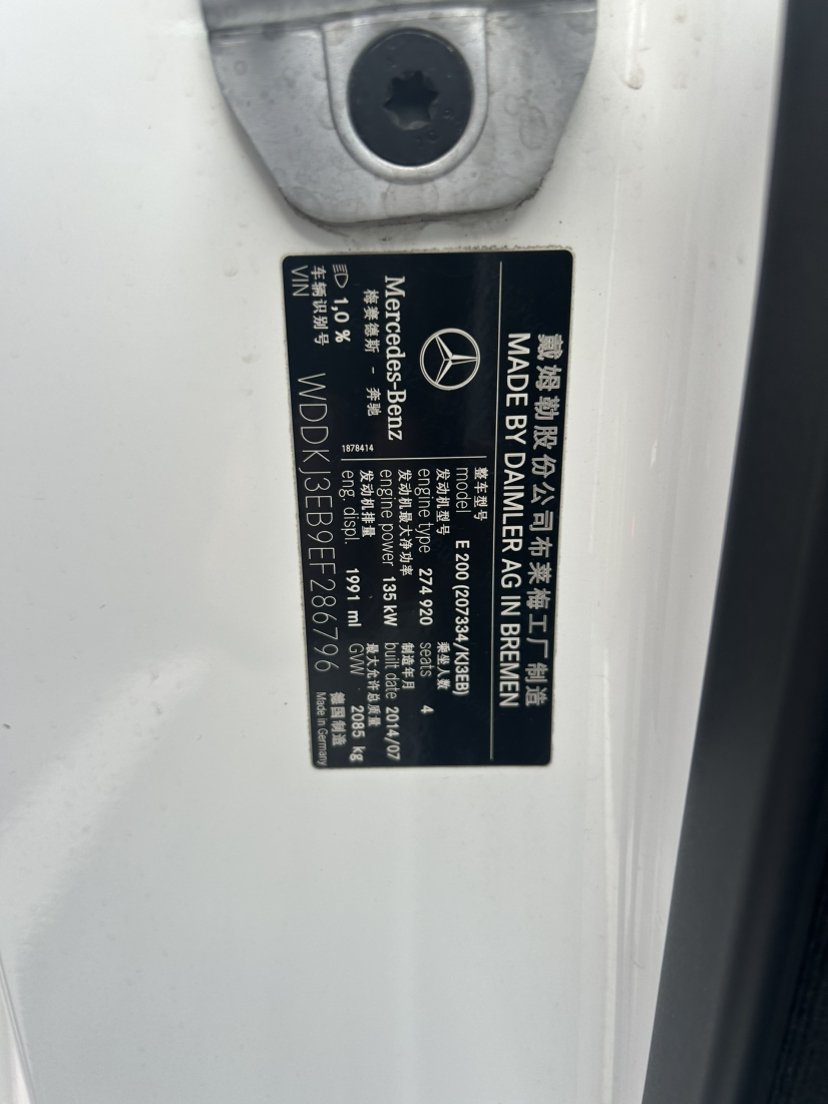 戴姆勒股份公司布莱梅工厂制造
MADE BY DAIMLER AG IN BREMEN
Mercedes-Benz
梅赛德斯 - 奔驰
1,0 %
1878414
整车型号
model E 200 (207334/KJ3EB)
发动机型号
engine type 274 920
乘坐人数
seats 4
发动机最大净功率
engine power 135 kW
制造年月
built date 2014/07
发动机排量
eng. displ. 1991 ml
最大允许总质量
GVW 2085 kg
车辆识别号
VIN WDDKJ3EB9EF286796
德国制造
Made in Germany